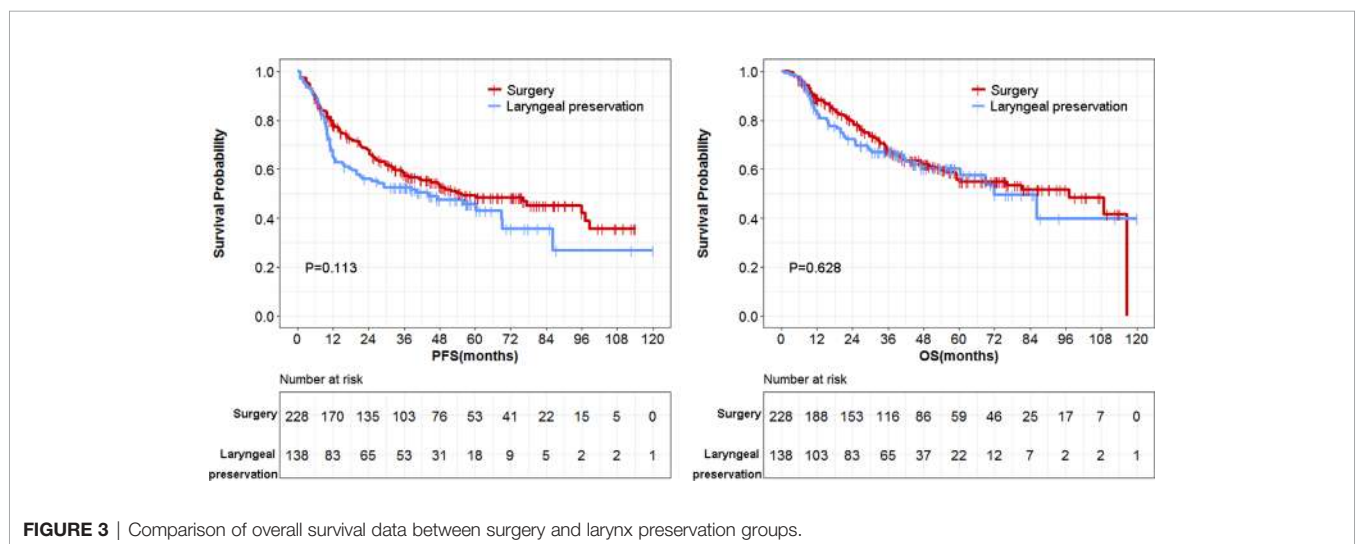 1.0
0.8
0.6
0.4
0.2
0.0
Survival Probability
Surgery
Laryngeal preservation
P=0.113
0 12 24 36 48 60 72 84 96 108 120
PFS(months)
Number at risk
Surgery 228 170 135 103 76 53 41 22 15 5 0
Laryngeal preservation 138 83 65 53 31 18 9 5 2 2 1
1.0
0.8
0.6
0.4
0.2
0.0
Survival Probability
Surgery
Laryngeal preservation
P=0.628
0 12 24 36 48 60 72 84 96 108 120
OS(months)
Number at risk
Surgery 228 188 153 116 86 59 46 25 17 7 0
Laryngeal preservation 138 103 83 65 37 22 12 7 2 2 1
FIGURE 3 | Comparison of overall survival data between surgery and larynx preservation groups.